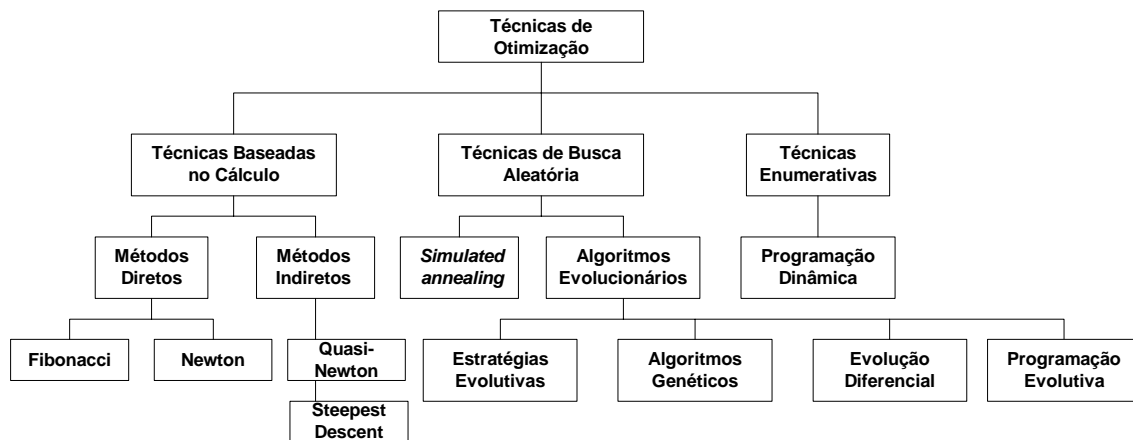 Técnicas de
Otimização
Técnicas Baseadas
no Cálculo
Técnicas de Busca
Aleatória
Técnicas
Enumerativas
Métodos
Diretos
Métodos
Indiretos
Simulated
annealing
Algoritmos
Evolucionários
Programação
Dinâmica
Fibonacci
Newton
Quasi-
Newton
Estratégias
Evolutivas
Algoritmos
Genéticos
Evolução
Diferencial
Programação
Evolutiva
Steepest
Descent